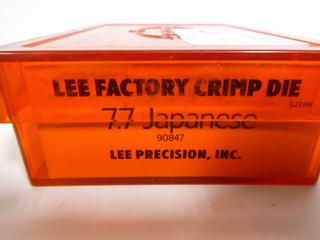 LEE FACTORY CRIMP DIE
7.7 Japanese
90847
LEE PRECISION, INC.